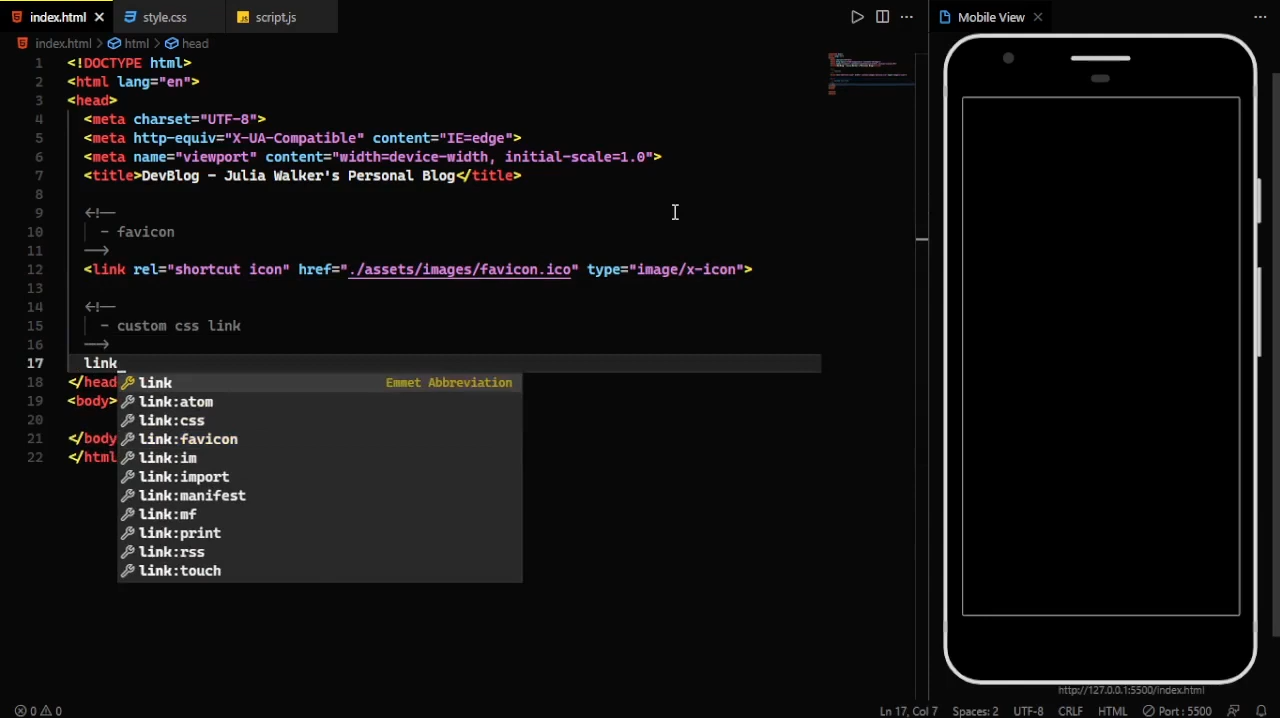 index.html
style.css
script.js
Mobile View
index.html > html > head
1 <!DOCTYPE html>
2 <html lang="en">
3 <head>
4 <meta charset="UTF-8">
5 <meta http-equiv="X-UA-Compatible" content="IE=edge">
6 <meta name="viewport" content="width=device-width, initial-scale=1.0">
7 <title>DevBlog - Julia Walker's Personal Blog</title>
8
9 <!--
10 - favicon
11 -->
12 <link rel="shortcut icon" href="./assets/images/favicon.ico" type="image/x-icon">
13
14 <!--
15 - custom css link
16 -->
17 link
18 </head
19 <body>
20
21 </body
22 </html
link Emmet Abbreviation
link:atom
link:css
link:favicon
link:im
link:import
link:manifest
link:mf
link:print
link:rss
link:touch
http://127.0.0.1:5500/index.html
0 0
Ln 17, Col 7 Spaces: 2 UTF-8 CRLF HTML Port : 5500